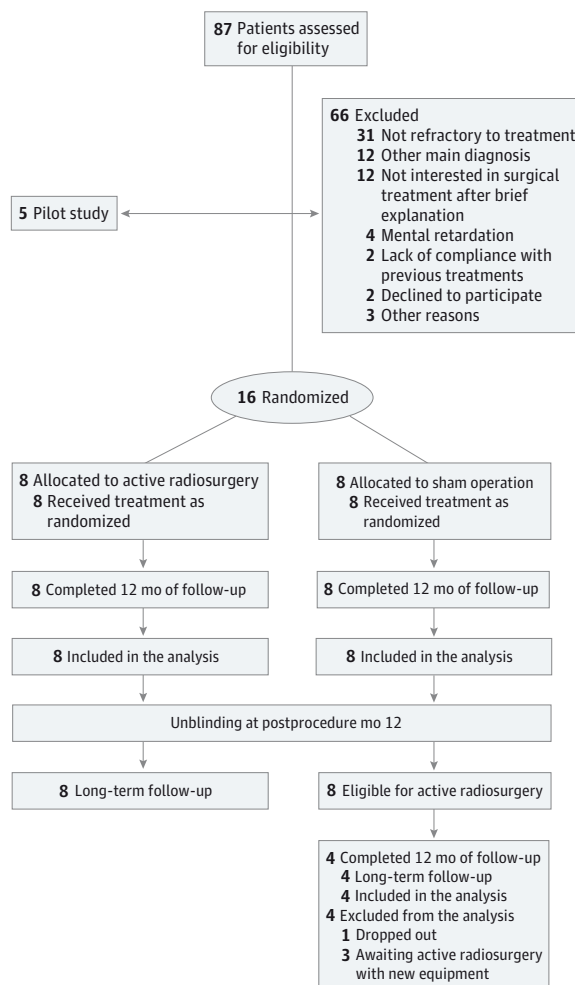 87 Patients assessed
for eligibility
66 Excluded
31 Not refractory to treatment
12 Other main diagnosis
12 Not interested in surgical
treatment after brief
explanation
4 Mental retardation
2 Lack of compliance with
previous treatments
2 Declined to participate
3 Other reasons
5 Pilot study
16 Randomized
8 Allocated to active radiosurgery
8 Received treatment as
randomized
8 Allocated to sham operation
8 Received treatment as
randomized
8 Completed 12 mo of follow-up
8 Completed 12 mo of follow-up
8 Included in the analysis
8 Included in the analysis
Unblinding at postprocedure mo 12
8 Long-term follow-up
8 Eligible for active radiosurgery
4 Completed 12 mo of follow-up
4 Long-term follow-up
4 Included in the analysis
4 Excluded from the analysis
1 Dropped out
3 Awaiting active radiosurgery
with new equipment